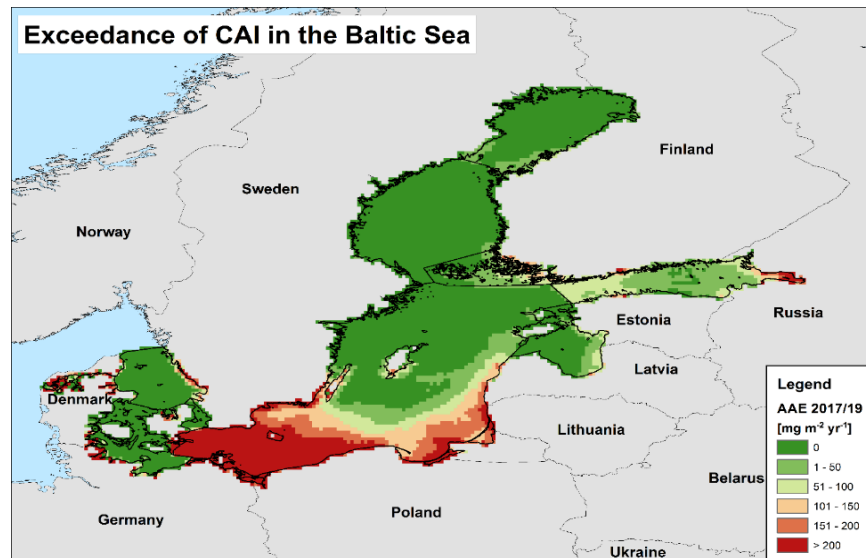 Exceedance of CAI in the Baltic Sea
Finland
Sweden
Norway
Estonia
Russia
Latvia
Denmark
Lithuania
Belarus
Germany
Poland
Ukraine
Legend
AAE 2017/19
[mg m⁻² yr⁻¹]
0
1 - 50
51 - 100
101 - 150
151 - 200
> 200